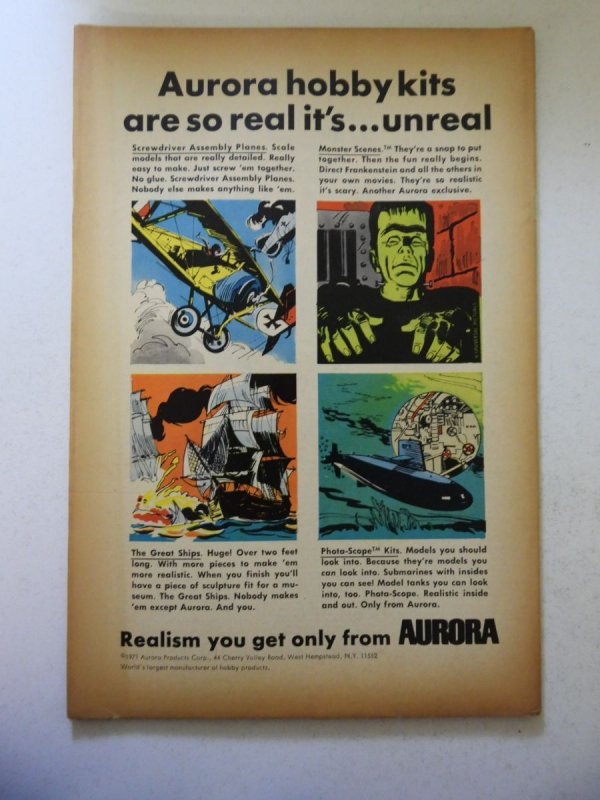 Aurora hobby kits
are so real it's...unreal
Screwdriver Assembly Planes. Scale
models that are really detailed. Really
easy to make. Just screw 'em together.
No glue. Screwdriver Assembly Planes.
Nobody else makes anything like 'em.
Monster Scenes.™ They're a snap to put
together. Then the fun really begins.
Direct Frankenstein and all the others in
your own movies. They're so realistic
it's scary. Another Aurora exclusive.
The Great Ships. Huge! Over two feet
long. With more pieces to make 'em
more realistic. When you finish you'll
have a piece of sculpture fit for a mu-
seum. The Great Ships. Nobody makes
'em except Aurora. And you.
Phota-Scope™ Kits. Models you should
look into. Because they're models you
can look into. Submarines with insides
you can see! Model tanks you can look
into, too. Phota-Scope. Realistic inside
and out. Only from Aurora.
Realism you get only from AURORA
©1971 Aurora Products Corp., 44 Cherry Valley Road, West Hempstead, N.Y. 11552
World's largest manufacturer of hobby products.